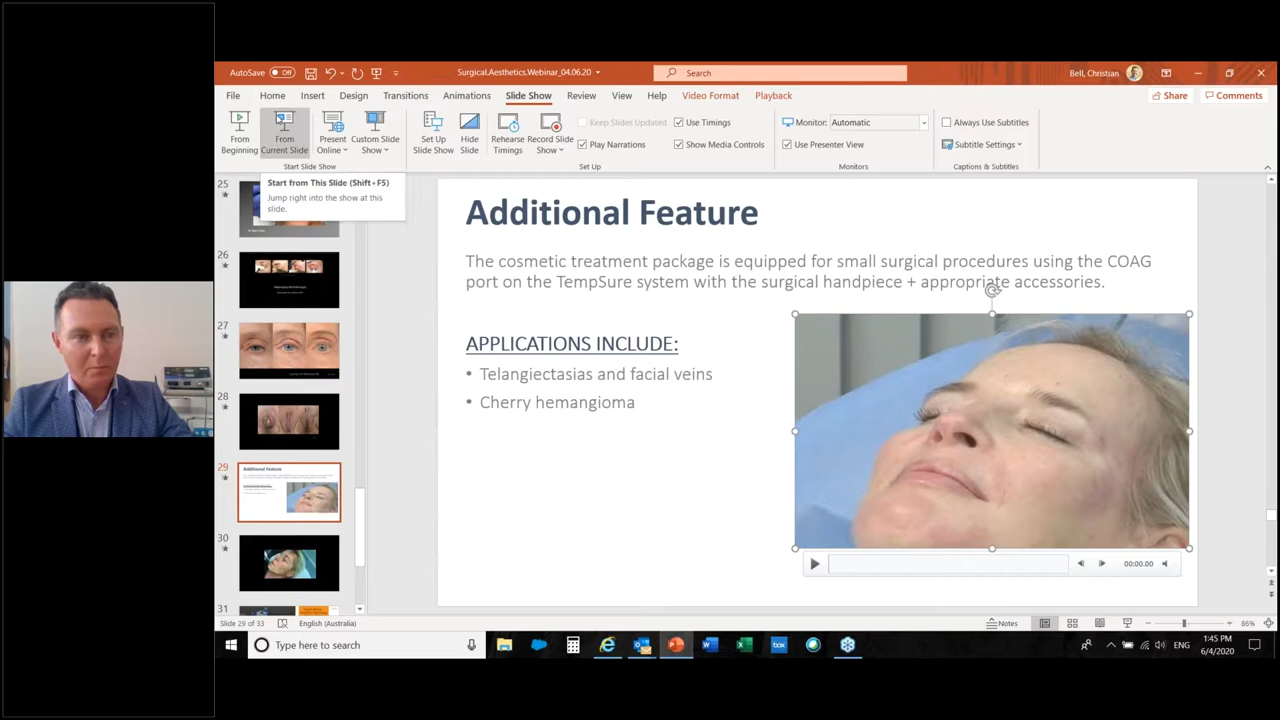 AutoSave Off
Surgical.Aesthetics.Webinar_04.06.20
Search
Bell, Christian
File Home Insert Design Transitions Animations Slide Show Review View Help Video Format Playback
Share Comments
From Beginning
From Current Slide
Present Online
Custom Slide Show
Set Up Slide Show
Hide Slide
Rehearse Timings
Record Slide Show
Keep Slides Updated
Play Narrations
Use Timings
Show Media Controls
Monitor: Automatic
Use Presenter View
Always Use Subtitles
Subtitle Settings
Start Slide Show
Set Up
Monitors
Captions & Subtitles
Start from This Slide (Shift+F5)
Jump right into the show at this
slide.
25
26
27
28
29
Additional Feature
30
31
Additional Feature
The cosmetic treatment package is equipped for small surgical procedures using the COAG
port on the TempSure system with the surgical handpiece + appropriate accessories.
APPLICATIONS INCLUDE:
• Telangiectasias and facial veins
• Cherry hemangioma
00:00.00
Slide 29 of 33 English (Australia)
Notes
86%
Type here to search
box
ENG
1:45 PM
6/4/2020